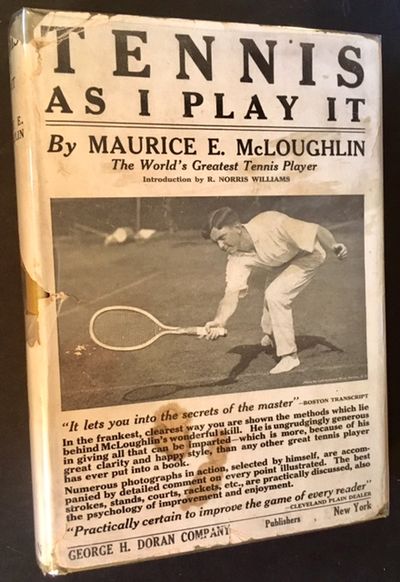 TENNIS
AS I PLAY IT
By MAURICE E. McLOUGHLIN
The World's Greatest Tennis Player
Introduction by R. NORRIS WILLIAMS
"It lets you into the secrets of the master"—BOSTON TRANSCRIPT
In the frankest, clearest way you are shown the methods which lie
behind McLoughlin's wonderful skill. He is ungrudgingly generous
in giving all that can be imparted—which is more, because of his
great clarity and happy style, than any other great tennis player
has ever put into a book.
Numerous photographs in action, selected by himself, are accom-
panied by detailed comment on every point illustrated. The best
strokes, stands, courts, rackets, etc., are practically discussed, also
the psychology of improvement and enjoyment.
"Practically certain to improve the game of every reader"
—CLEVELAND PLAIN DEALER
GEORGE H. DORAN COMPANY Publishers, New York